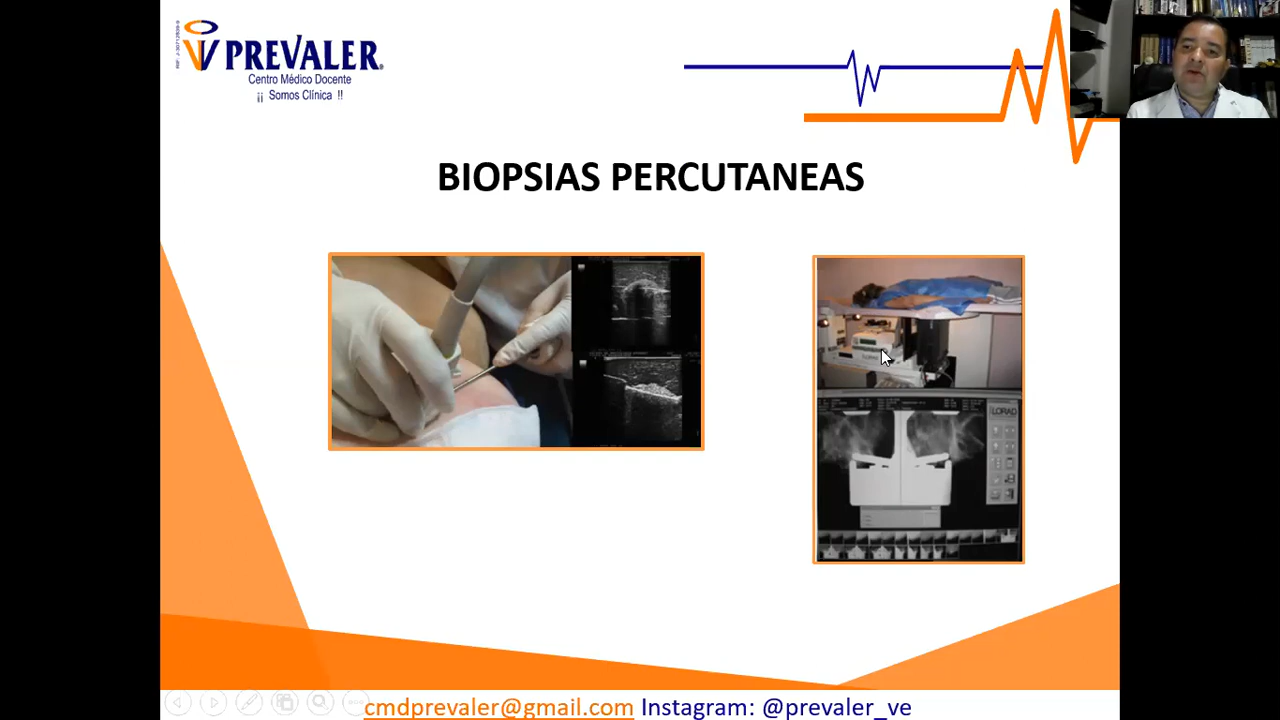 PREVALER
Centro Médico Docente
¡¡ Somos Clínica !!
BIOPSIAS PERCUTANEAS
LORAD
cmdprevaler@gmail.com Instagram: @prevaler_ve